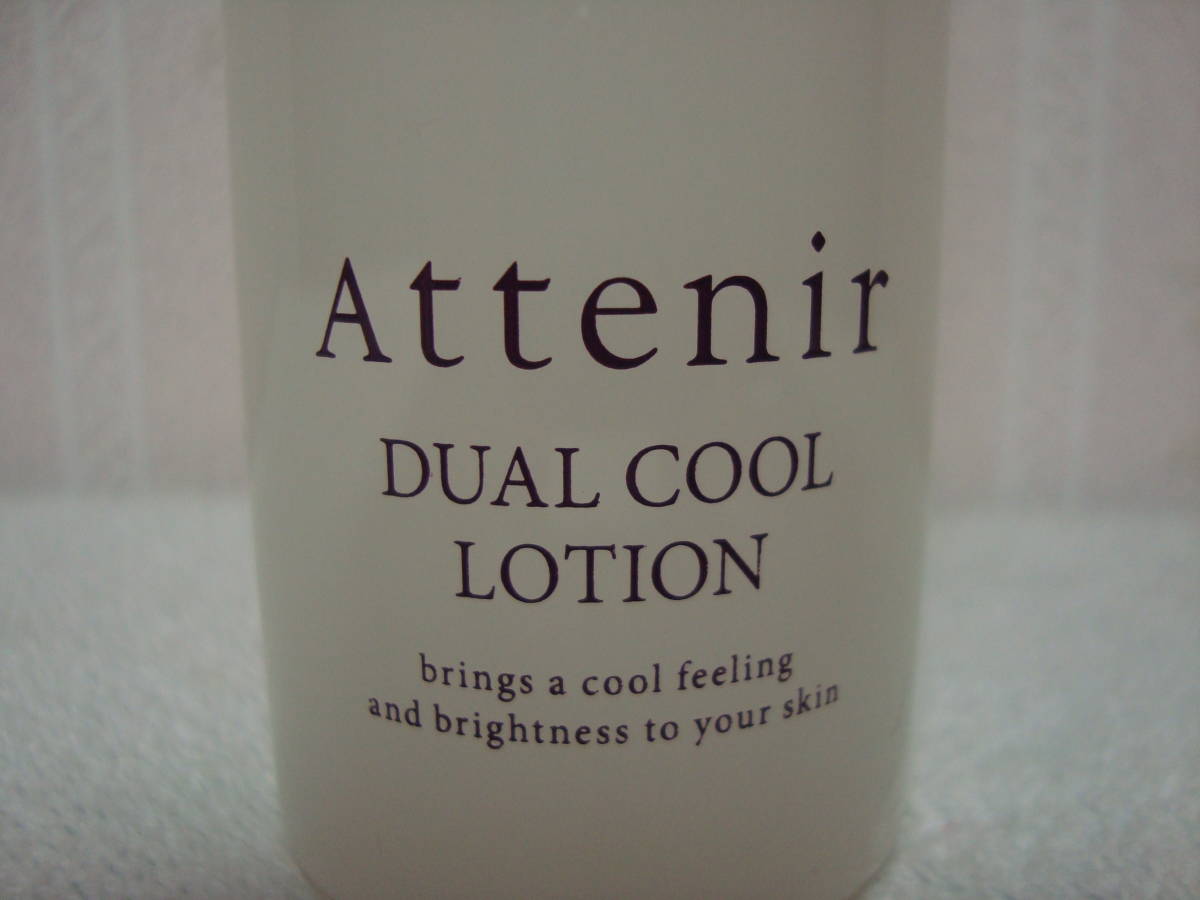 Attenir
DUAL COOL
LOTION
brings a cool feeling
and brightness to your skin